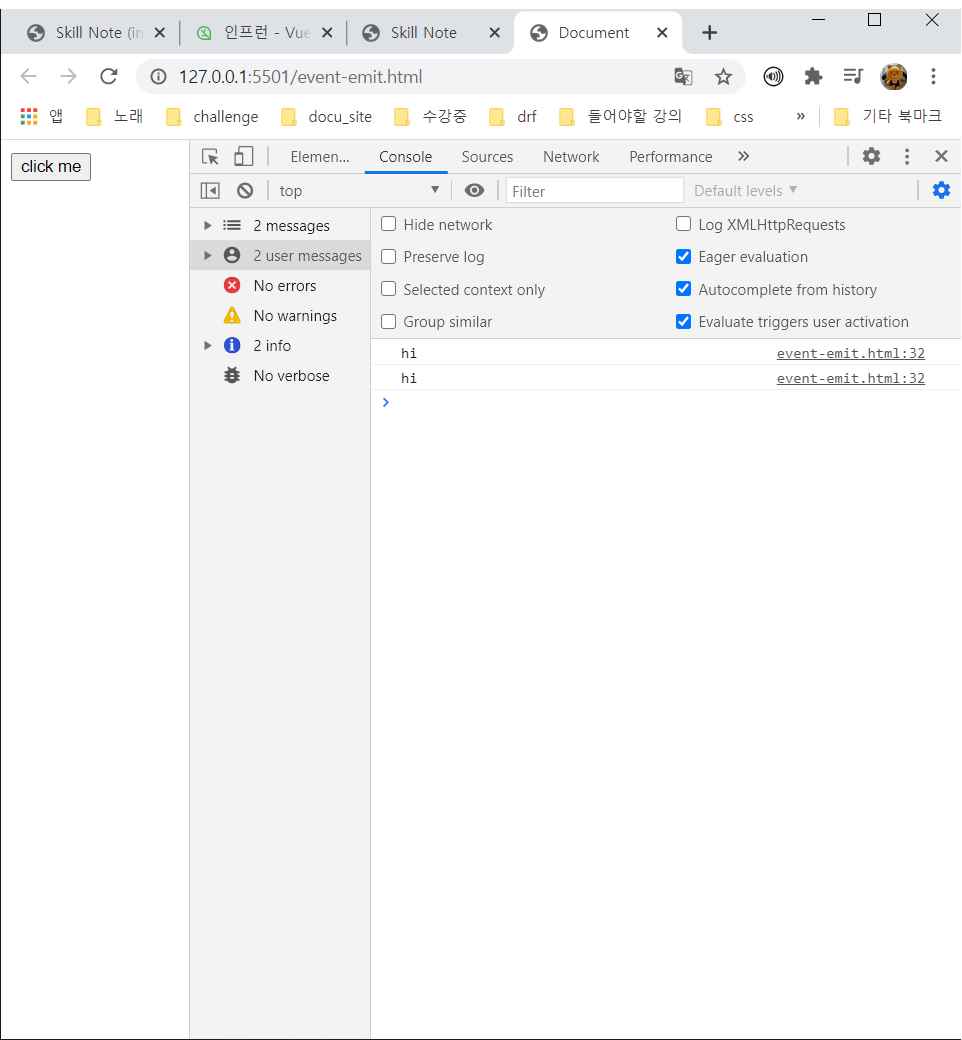 Skill Note (in
인프런 - Vue
Skill Note
Document
127.0.0.1:5501/event-emit.html
앱 노래 challenge docu_site 수강중 drf 들어야할 강의 css » 기타 북마크
click me
Elemen... Console Sources Network Performance »
top Filter Default levels ▼
2 messages
2 user messages
No errors
No warnings
2 info
No verbose
Hide network Log XMLHttpRequests
Preserve log Eager evaluation
Selected context only Autocomplete from history
Group similar Evaluate triggers user activation
hi event-emit.html:32
hi event-emit.html:32